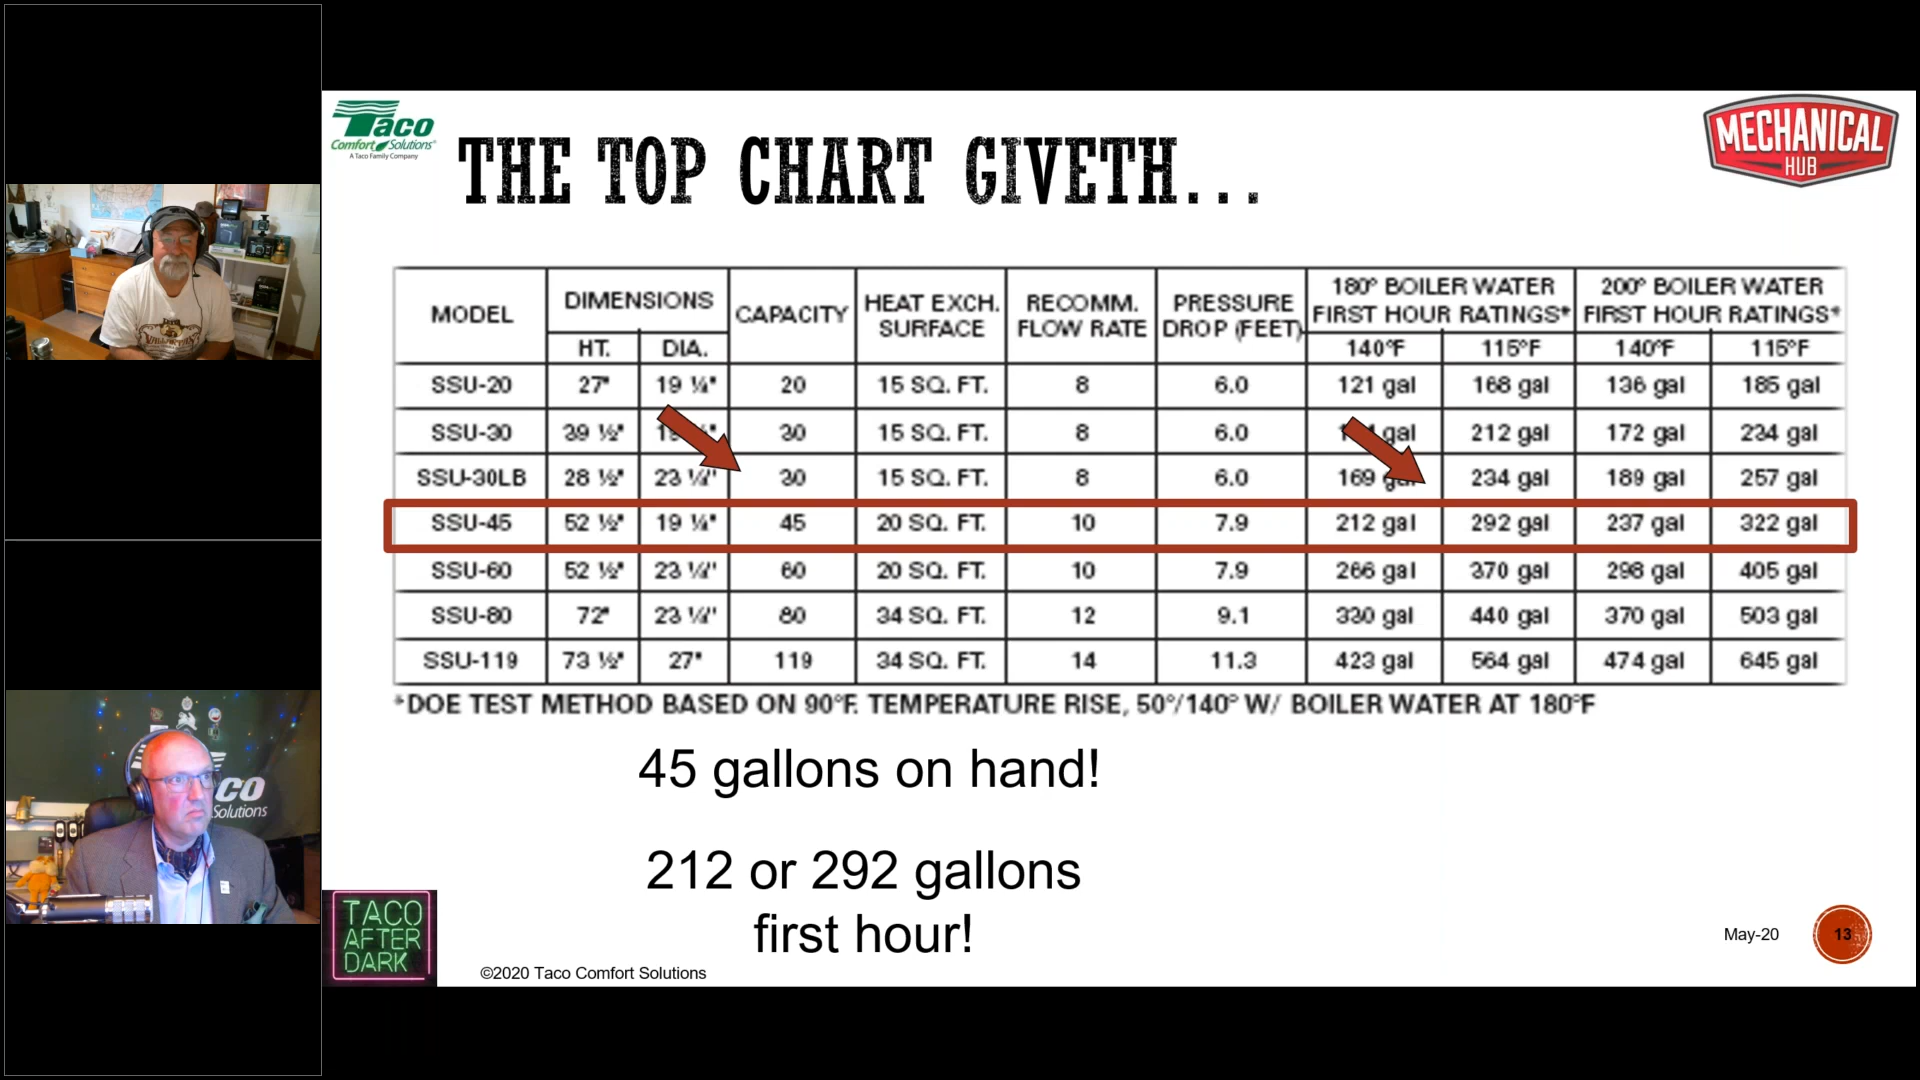 Taco
Comfort Solutions®
A Taco Family Company
THE TOP CHART GIVETH...
MECHANICAL
HUB
MODEL DIMENSIONS CAPACITY HEAT EXCH. SURFACE RECOMM. FLOW RATE PRESSURE DROP (FEET) 180° BOILER WATER FIRST HOUR RATINGS* 200° BOILER WATER FIRST HOUR RATINGS*
HT. DIA. 140°F 115°F 140°F 115°F
SSU-20 27" 19 ¼" 20 15 SQ. FT. 8 6.0 121 gal 168 gal 136 gal 185 gal
SSU-30 39 ½" 30 15 SQ. FT. 8 6.0 gal 212 gal 172 gal 234 gal
SSU-30LB 28 ½" 23 ¼" 30 15 SQ. FT. 8 6.0 169 gal 234 gal 189 gal 257 gal
SSU-45 52 ½" 19 ¼" 45 20 SQ. FT. 10 7.9 212 gal 292 gal 237 gal 322 gal
SSU-60 52 ½" 23 ¼" 60 20 SQ. FT. 10 7.9 266 gal 370 gal 298 gal 405 gal
SSU-80 72" 23 ¼" 80 34 SQ. FT. 12 9.1 330 gal 440 gal 370 gal 503 gal
SSU-119 73 ½" 27" 119 34 SQ. FT. 14 11.3 423 gal 564 gal 474 gal 645 gal
*DOE TEST METHOD BASED ON 90°F. TEMPERATURE RISE, 50°/140° W/ BOILER WATER AT 180°F
45 gallons on hand!
212 or 292 gallons
first hour!
CO
Solutions
TACO
AFTER
DARK
©2020 Taco Comfort Solutions
May-20
13